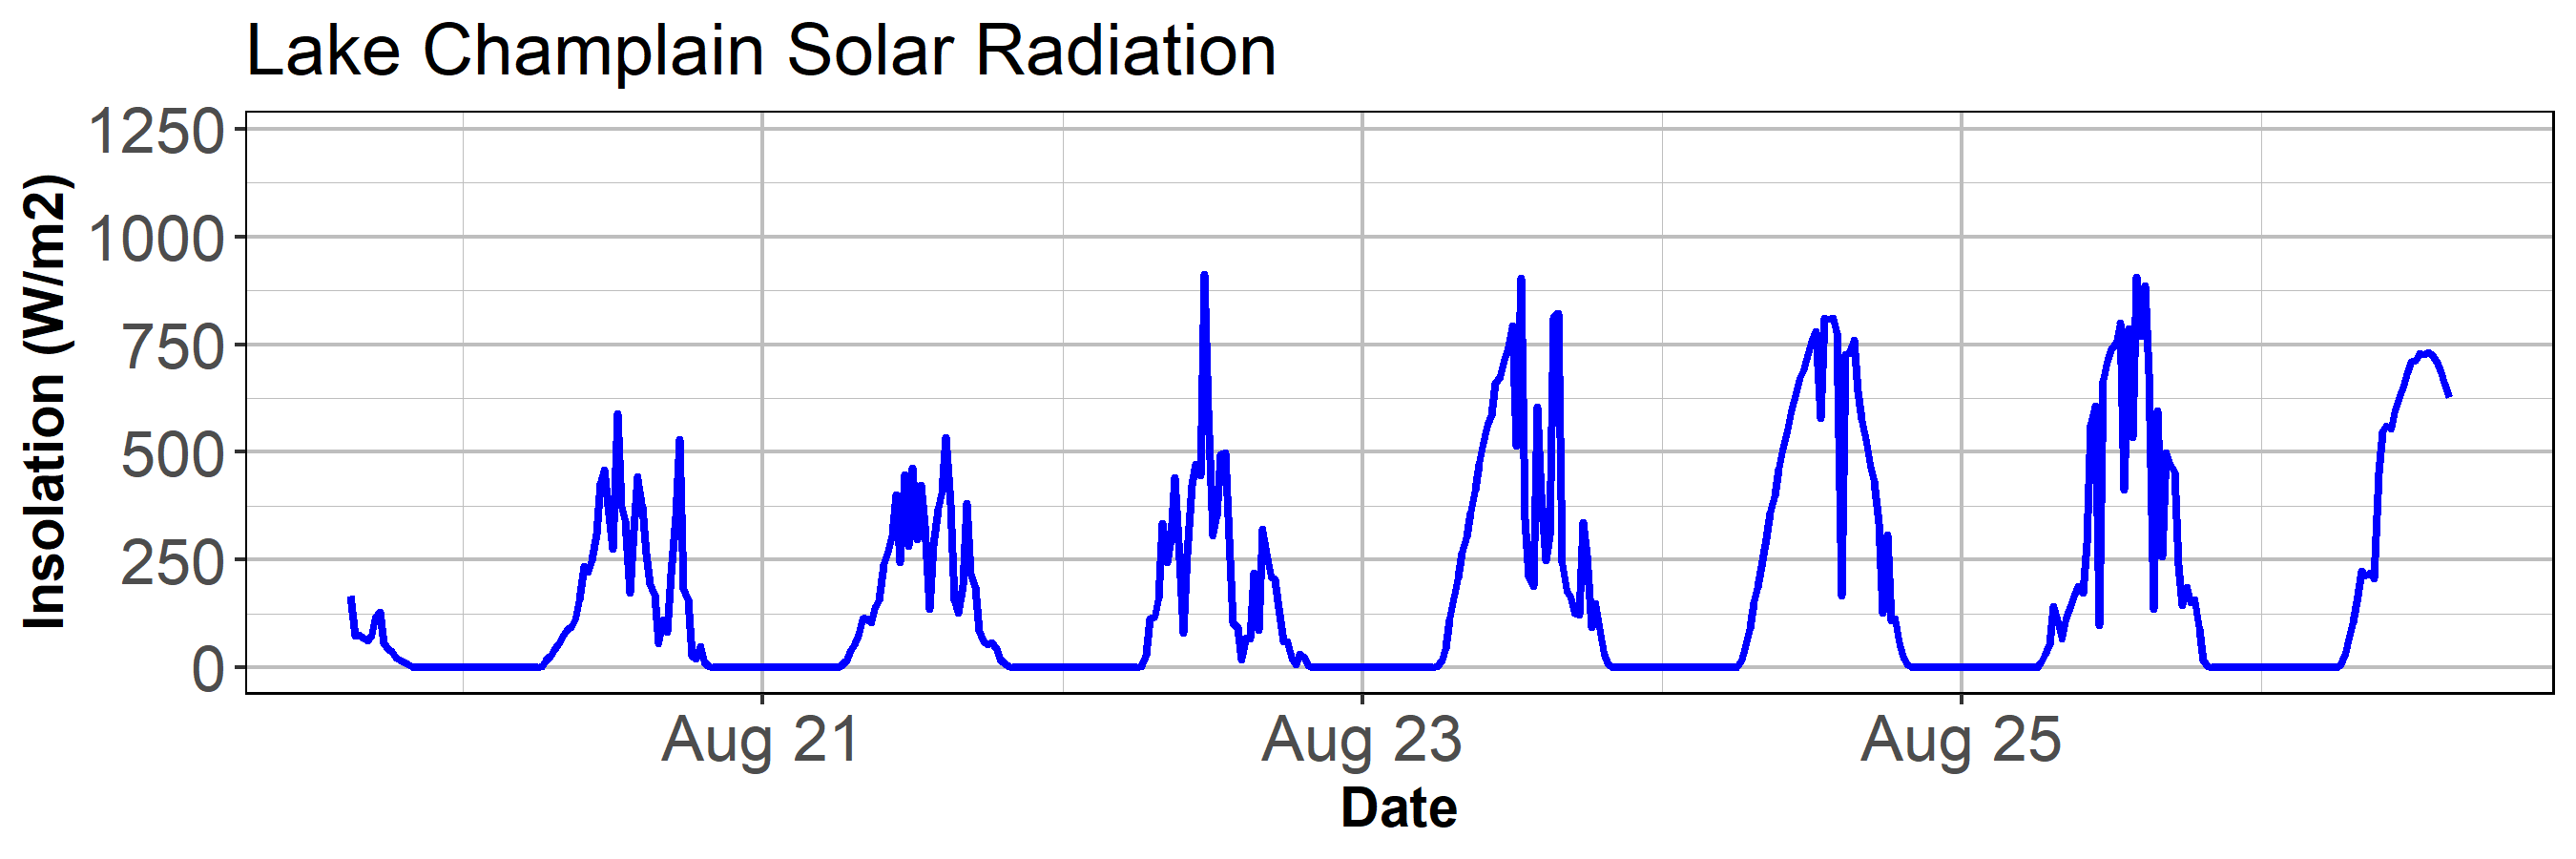 Lake Champlain Solar Radiation
1250
1000
750
500
250
0
Insolation (W/m2)
Aug 21
Aug 23
Aug 25
Date